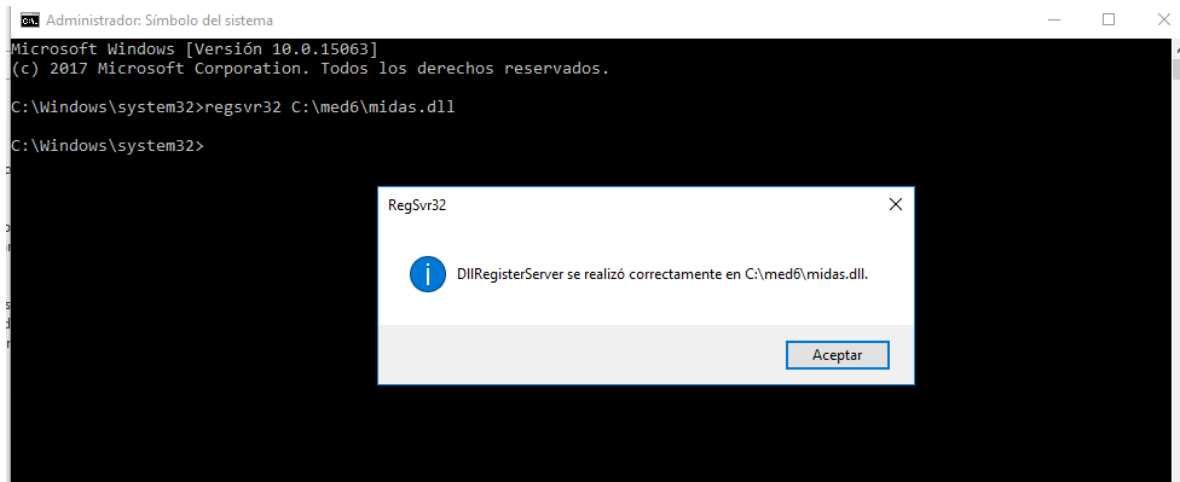 Administrador: Símbolo del sistema
Microsoft Windows [Versión 10.0.15063]
(c) 2017 Microsoft Corporation. Todos los derechos reservados.
C:\Windows\system32>regsvr32 C:\med6\midas.dll
C:\Windows\system32>
RegSvr32
DllRegisterServer se realizó correctamente en C:\med6\midas.dll.
Aceptar